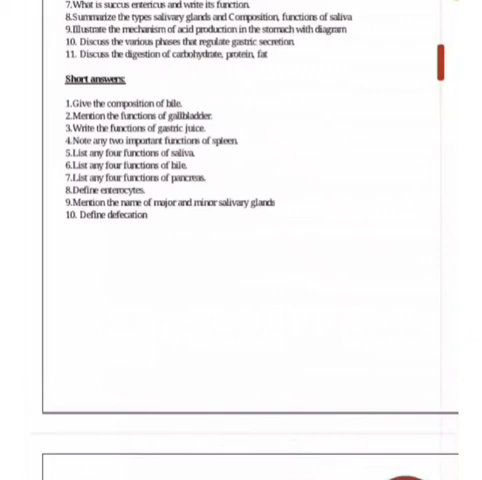 7.What is succus entericus and write its function.
8.Summarize the types salivary glands and Composition, functions of saliva
9.Illustrate the mechanism of acid production in the stomach with diagram
10. Discuss the various phases that regulate gastric secretion.
11. Discuss the digestion of carbohydrate, protein, fat
Short answers:
1.Give the composition of bile.
2.Mention the functions of gallbladder.
3.Write the functions of gastric juice.
4.Note any two important functions of spleen.
5.List any four functions of saliva.
6.List any four functions of bile.
7.List any four functions of pancreas.
8.Define enterocytes.
9.Mention the name of major and minor salivary glands
10. Define defecation